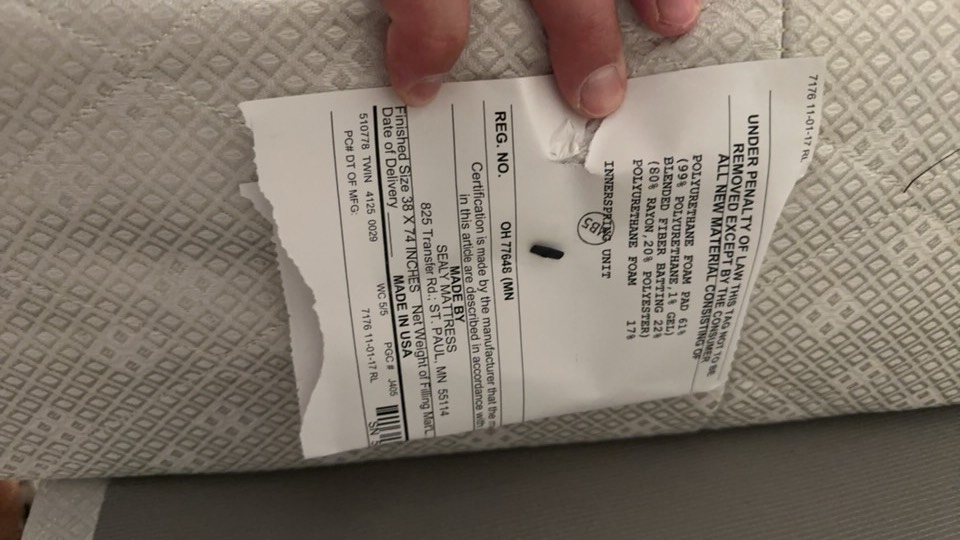 7176 11-01-17 RL
UNDER PENALTY OF LAW THIS TAG NOT TO BE
REMOVED EXCEPT BY THE CONSUMER
ALL NEW MATERIAL CONSISTING OF
POLYURETHANE FOAM PAD 61%
(99% POLYURETHANE, 1% GEL)
BLENDED FIBER BATTING 22%
(80% RAYON 20% POLYESTER)
POLYURETHANE FOAM 17%
INNERSPRING UNIT
REG. NO. OH 77648 (MN
Certification is made by the manufacturer that the
in this article are described in accordance with
MADE BY
SEALY MATTRESS
825 Transfer Rd.; ST. PAUL, MN 55114
Finished Size 38 X 74 INCHES Net Weight of Filling Mat'l.
Date of Delivery MADE IN USA
510778 TWIN 4125 0029 WC 5/5 PGC # J405
PC# DT OF MFG: 7176 11-01-17 RL SN